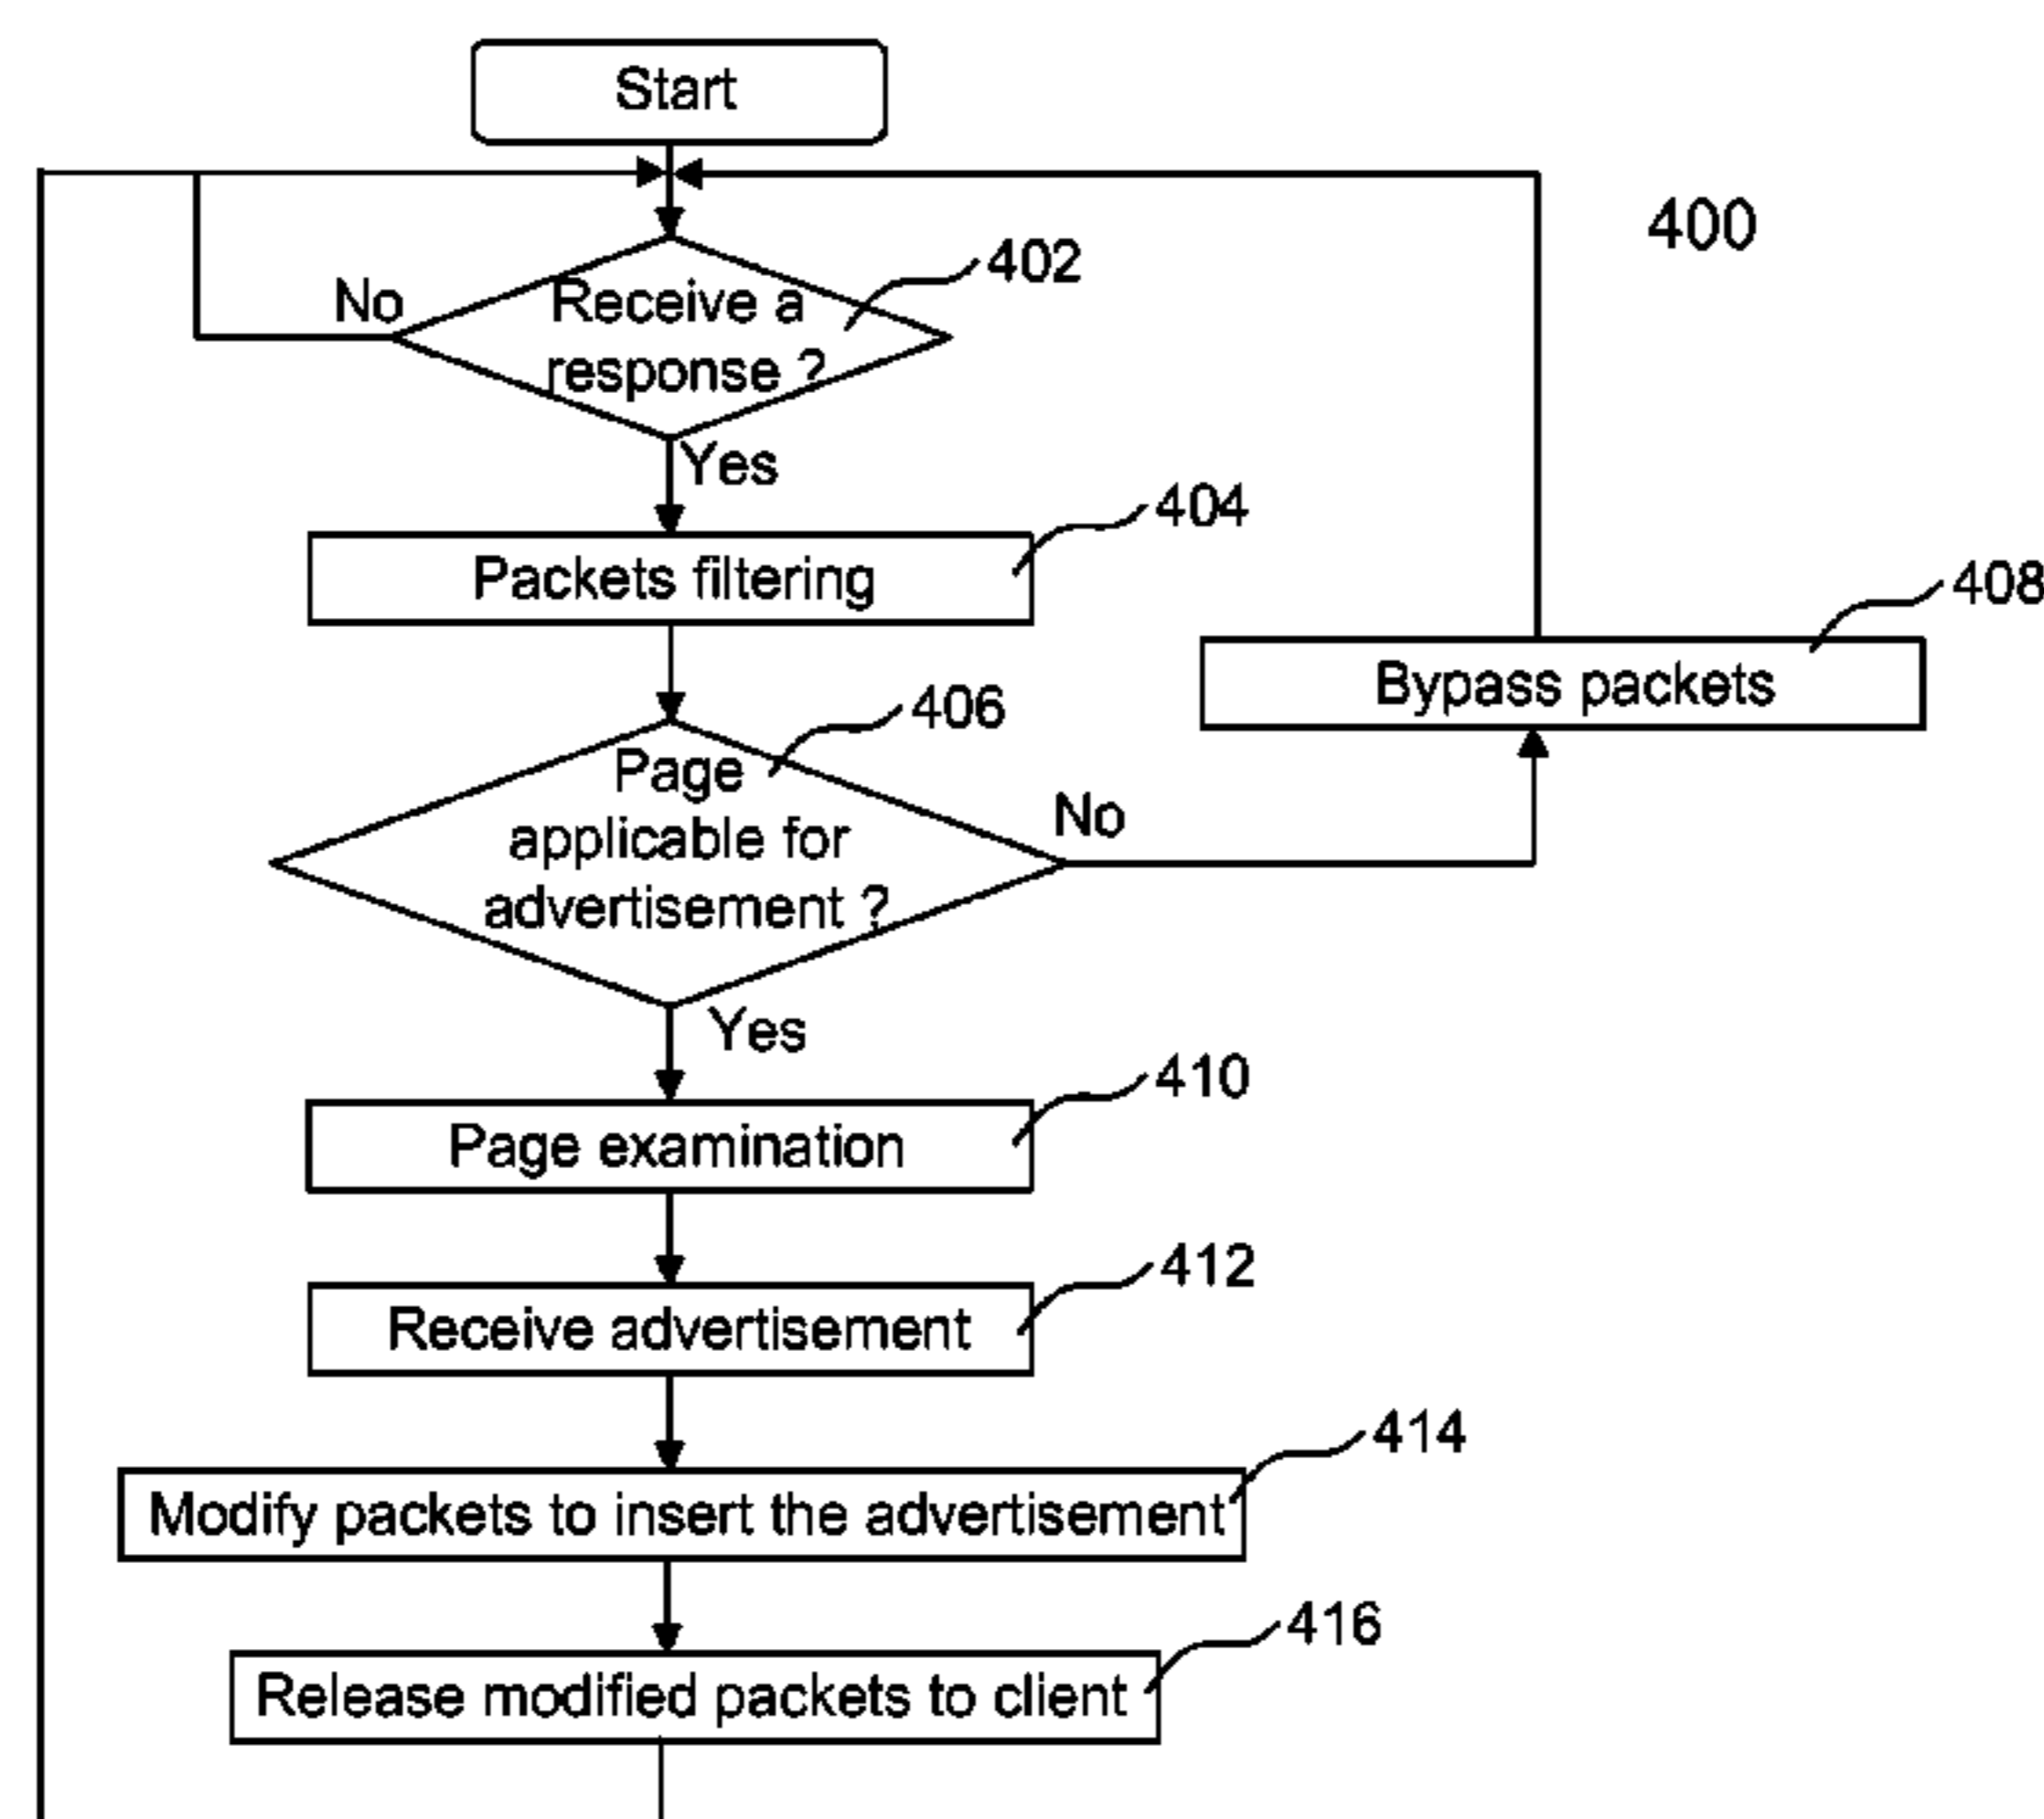 Start
400
402
No
Receive a
response ?
Yes
404
Packets filtering
408
Bypass packets
406
Page
applicable for
advertisement ?
No
Yes
410
Page examination
412
Receive advertisement
414
Modify packets to insert the advertisement
416
Release modified packets to client